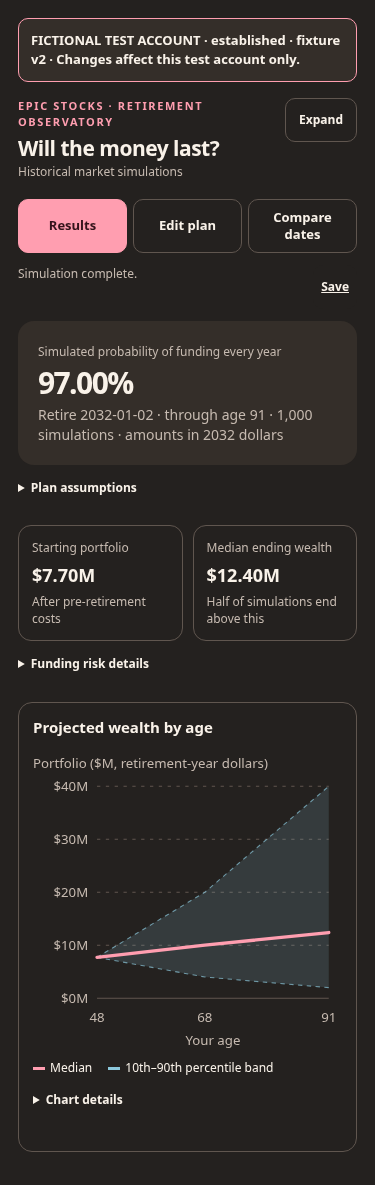 FICTIONAL TEST ACCOUNT · established · fixture
v2 · Changes affect this test account only.
EPIC STOCKS · RETIREMENT
OBSERVATORY
Expand
Will the money last?
Historical market simulations
Results
Edit plan
Compare
dates
Simulation complete.
Save
Simulated probability of funding every year
97.00%
Retire 2032-01-02 · through age 91 · 1,000
simulations · amounts in 2032 dollars
Plan assumptions
Starting portfolio
$7.70M
After pre-retirement
costs
Median ending wealth
$12.40M
Half of simulations end
above this
Funding risk details
Projected wealth by age
Portfolio ($M, retirement-year dollars)
$40M
$30M
$20M
$10M
$0M
48 68 91
Your age
Median 10th–90th percentile band
Chart details